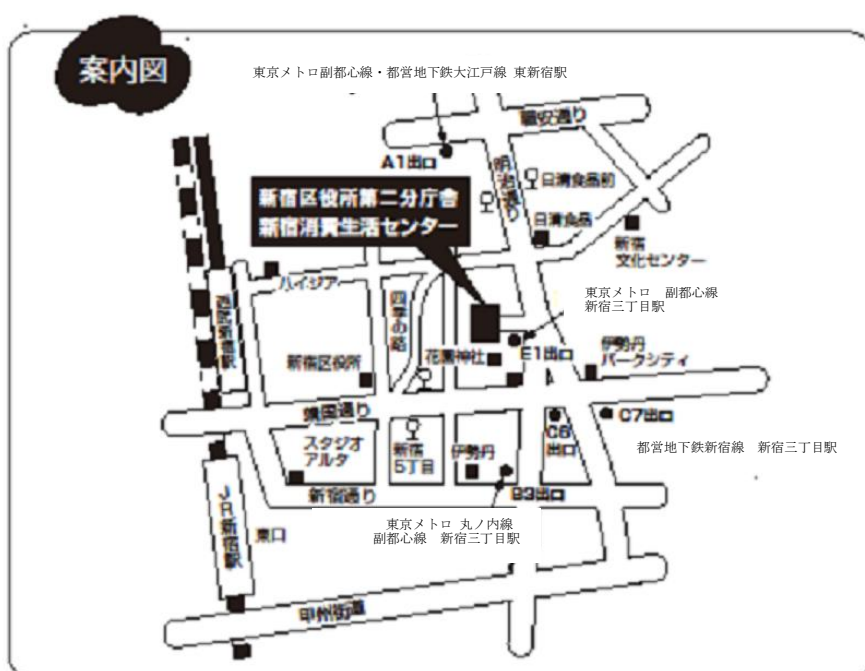 案内図
東京メトロ副都心線・都営地下鉄大江戸線 東新宿駅
職安通り
A1出口
明治通り
日清食品前
新宿区役所第二分庁舎
新宿消費生活センター
日清食品
新宿
文化センター
ハイジア
四季の路
東京メトロ 副都心線
新宿三丁目駅
西武新宿駅
新宿区役所
花園神社
E1出口
伊勢丹
パークシティ
靖国通り
スタジオ
アルタ
新宿
5丁目
伊勢丹
C6
出口
C7出口
都営地下鉄新宿線 新宿三丁目駅
新宿通り
B3出口
JR新宿駅
東口
東京メトロ 丸ノ内線
副都心線 新宿三丁目駅
甲州街道